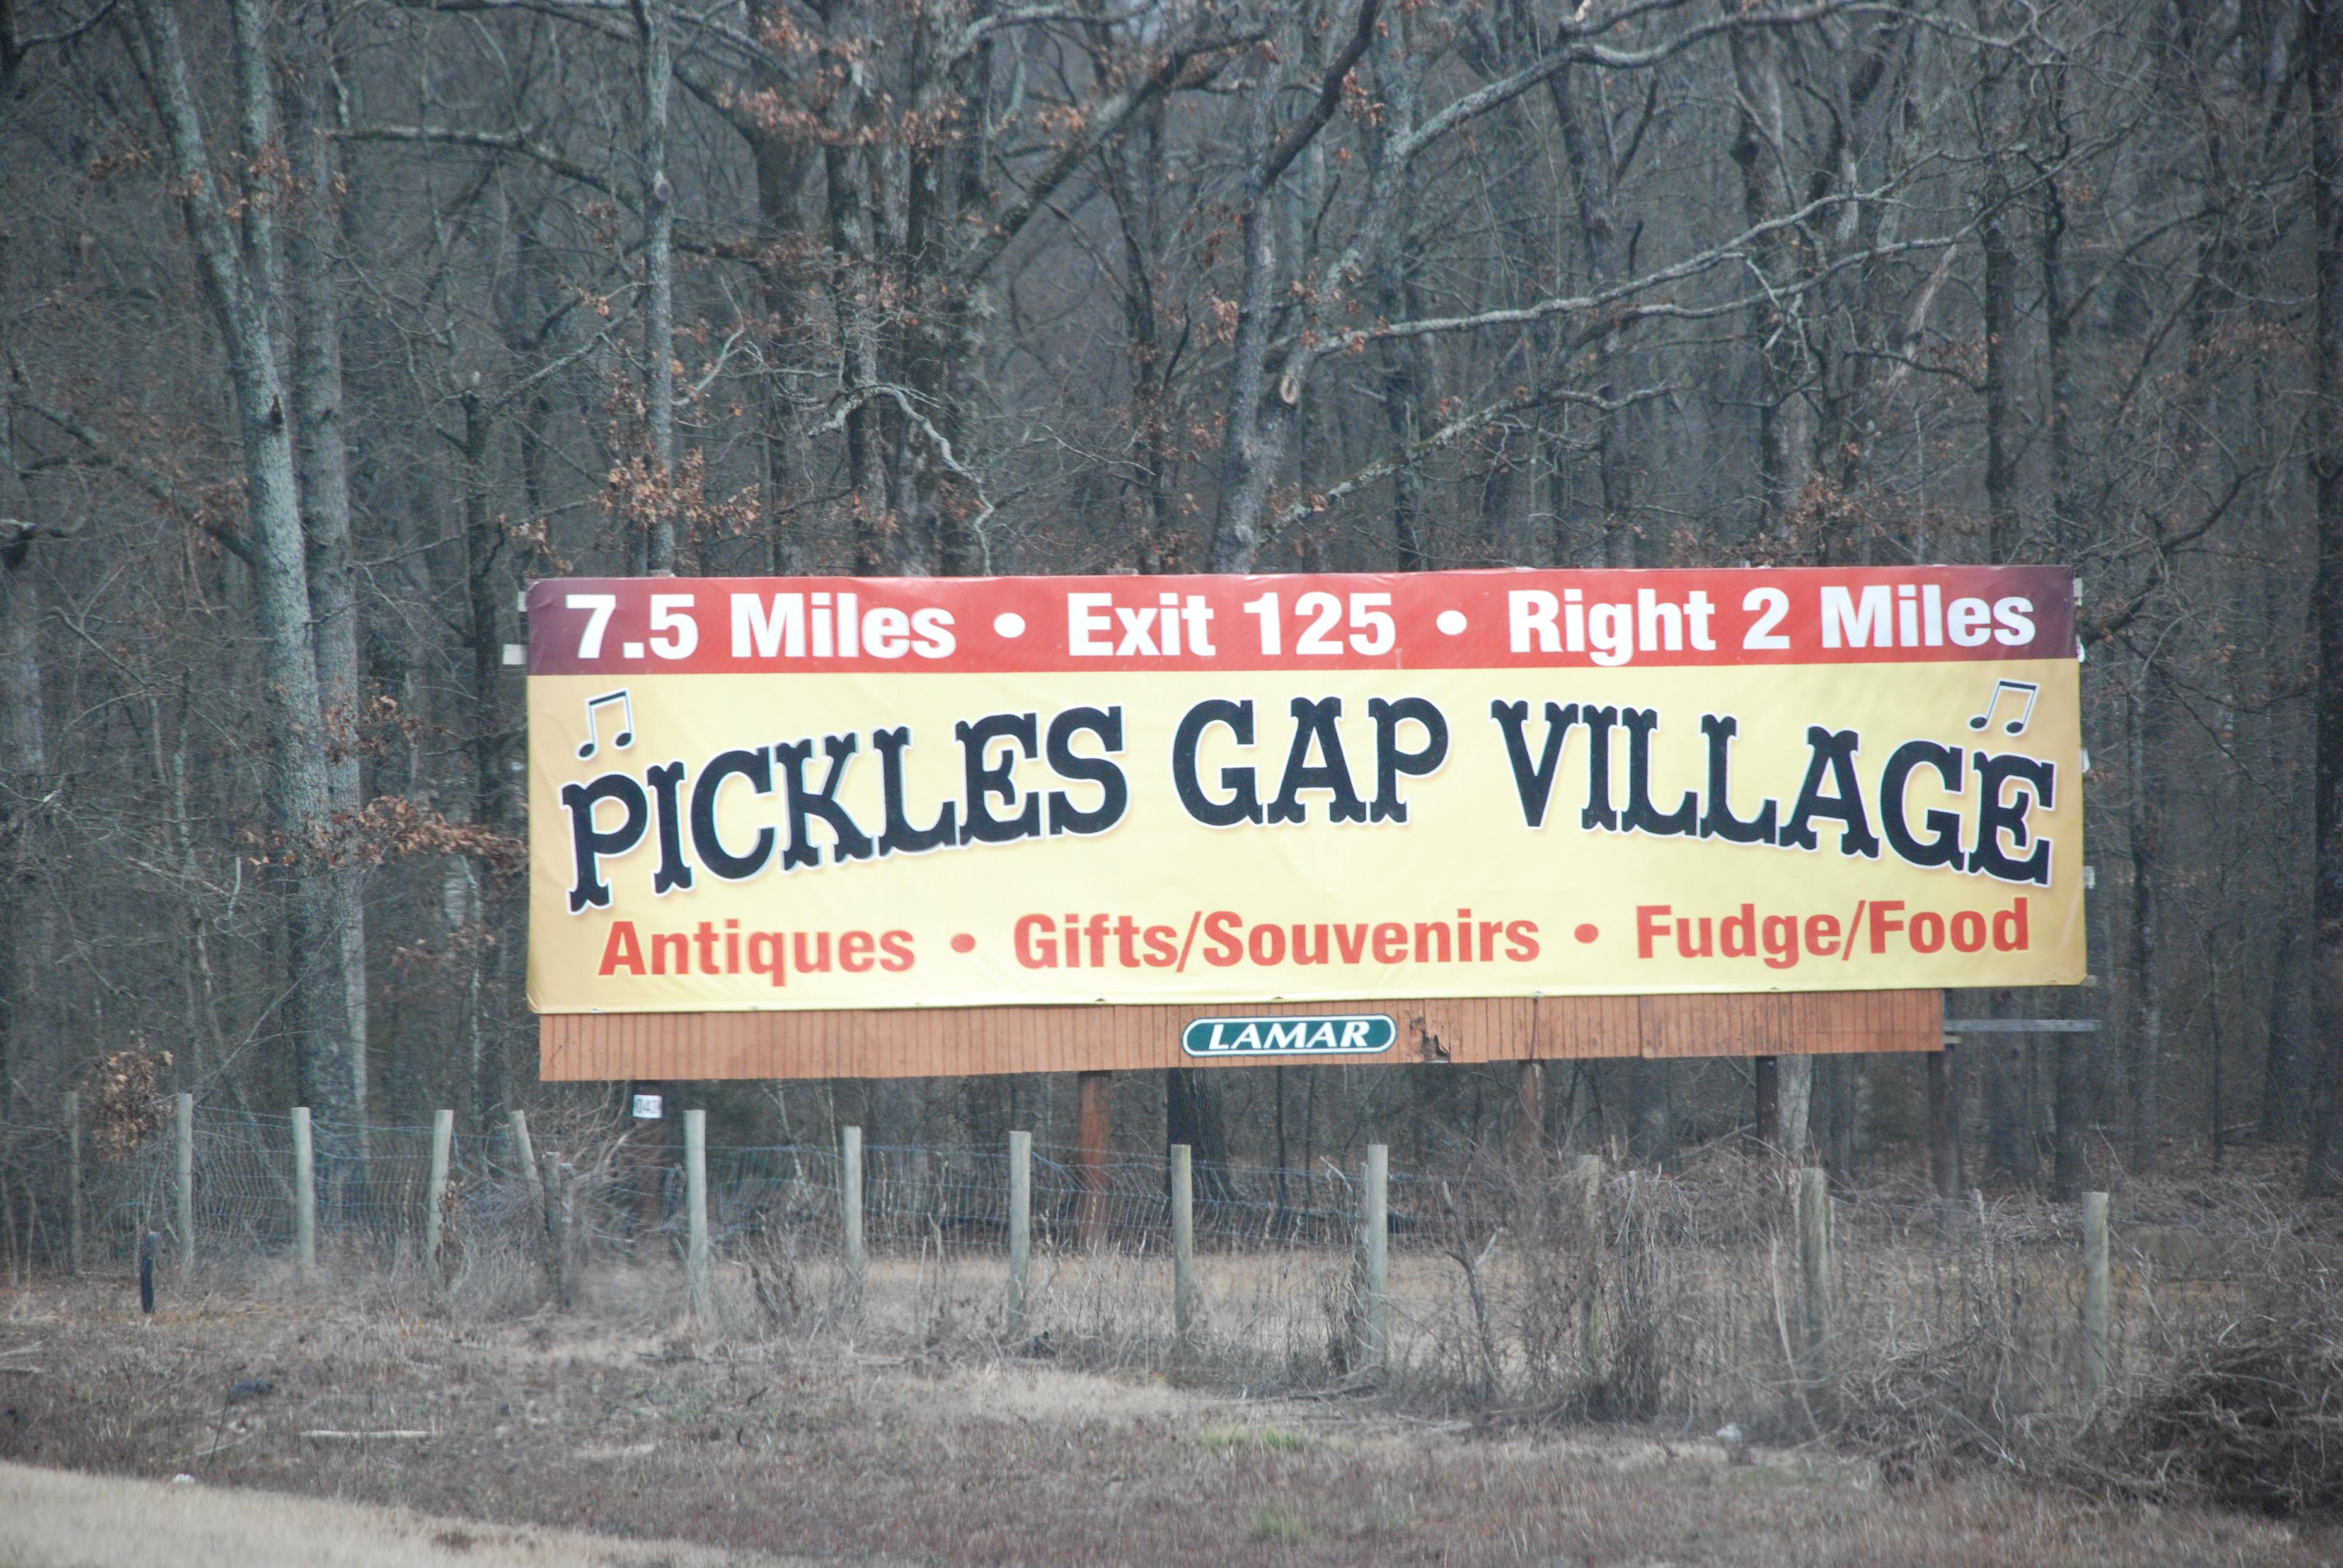 7.5 Miles • Exit 125 • Right 2 Miles
PICKLES GAP VILLAGE
Antiques • Gifts/Souvenirs • Fudge/Food
LAMAR